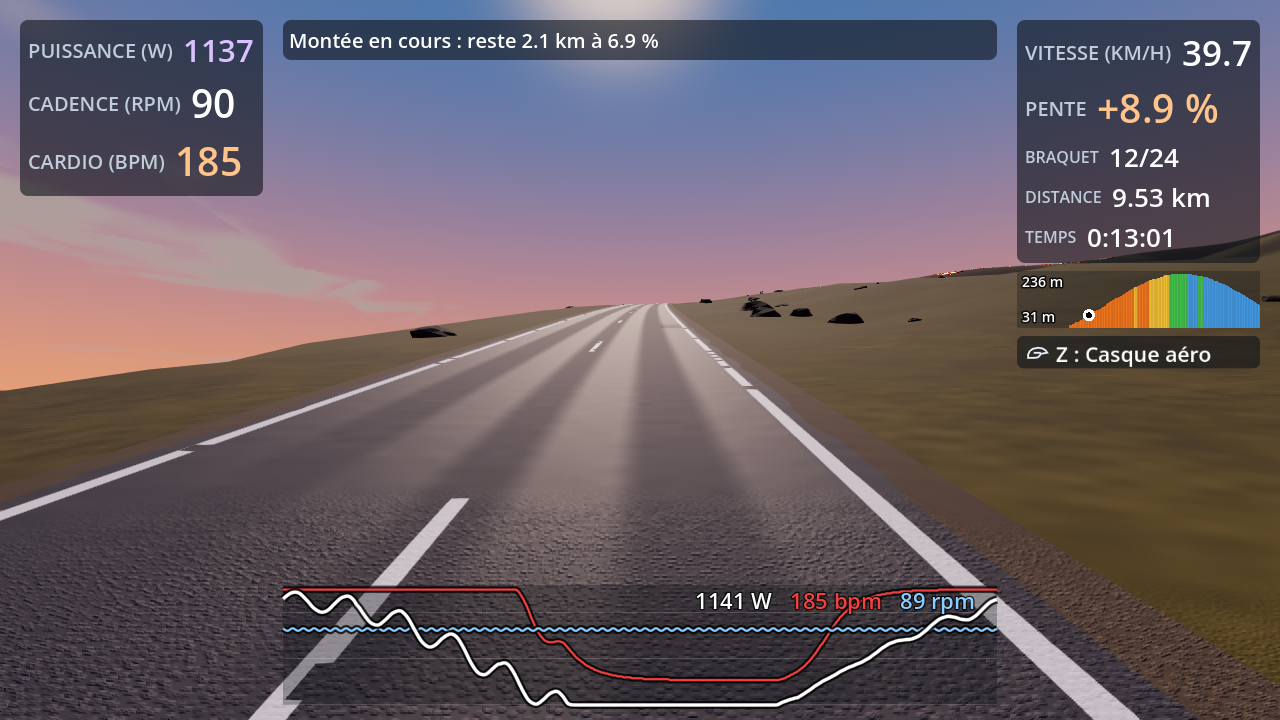 PUISSANCE (W) 1137
CADENCE (RPM) 90
CARDIO (BPM) 185
Montée en cours : reste 2.1 km à 6.9 %
VITESSE (KM/H) 39.7
PENTE +8.9 %
BRAQUET 12/24
DISTANCE 9.53 km
TEMPS 0:13:01
236 m
31 m
Z : Casque aéro
1141 W 185 bpm 89 rpm